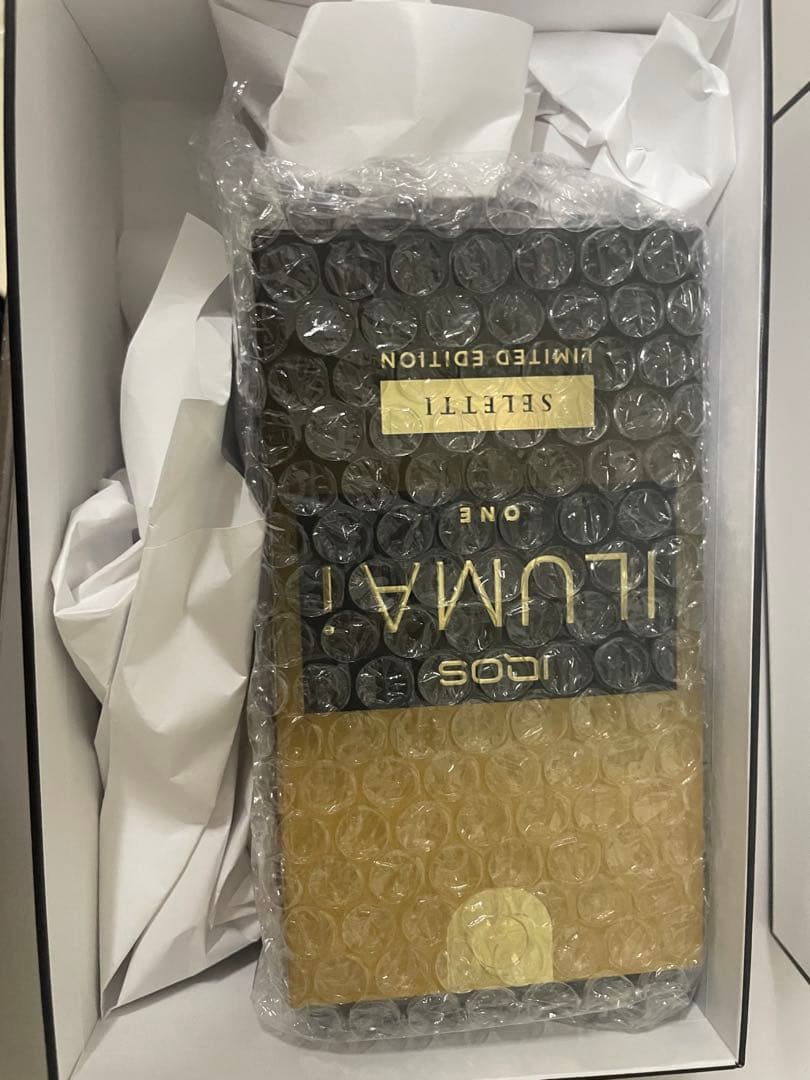 IQOS
ILUMA i
ONE
SELETTI
LIMITED EDITION